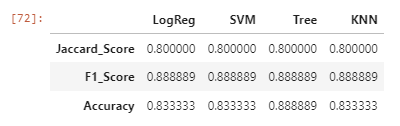 [72]:
LogReg SVM Tree KNN
Jaccard_Score 0.800000 0.800000 0.800000 0.800000
F1_Score 0.888889 0.888889 0.888889 0.888889
Accuracy 0.833333 0.833333 0.888889 0.833333